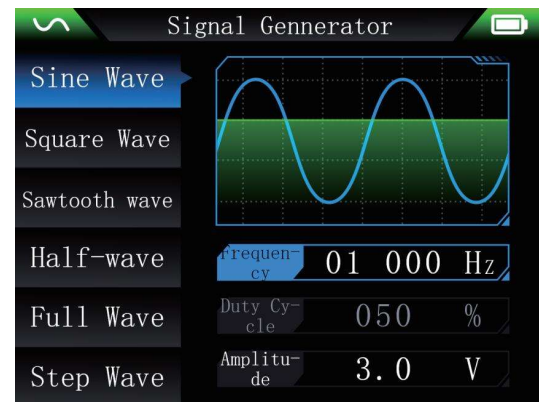 Signal Gennerator
Sine Wave
Square Wave
Sawtooth wave
Half-wave
Full Wave
Step Wave
Frequen-
cy
01 000 Hz
Duty Cy-
cle
050 %
Amplitu-
de
3.0 V